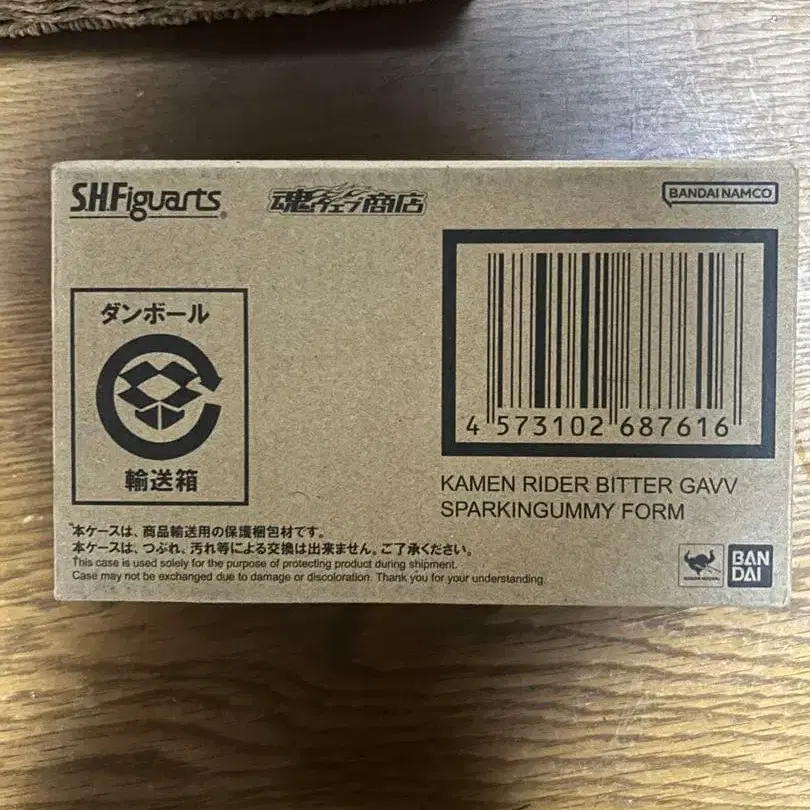 S.H.Figuarts®
魂ウェブ商店
BANDAI NAMCO
ダンボール
輸送箱
4 573102 687616
KAMEN RIDER BITTER GAVV
SPARKINGUMMY FORM
本ケースは、商品輸送用の保護梱包材です。
本ケースは、つぶれ、汚れ等による交換は出来ません。ご了承ください。
This case is used solely for the purpose of protecting product during shipment.
Case may not be exchanged due to damage or discoloration. Thank you for your understanding.
BAN
DAI